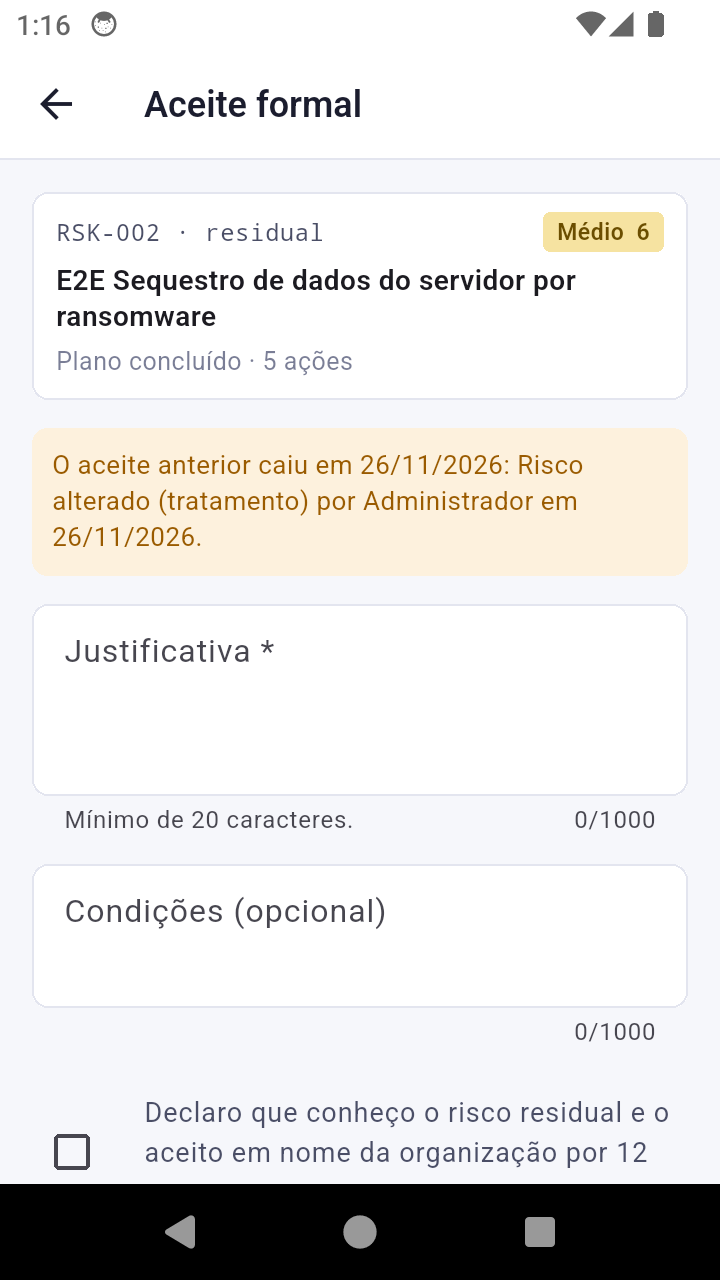 1:16
Aceite formal
RSK-002 · residual
Médio 6
E2E Sequestro de dados do servidor por
ransomware
Plano concluído · 5 ações
O aceite anterior caiu em 26/11/2026: Risco
alterado (tratamento) por Administrador em
26/11/2026.
Justificativa *
Mínimo de 20 caracteres.
0/1000
Condições (opcional)
0/1000
Declaro que conheço o risco residual e o
aceito em nome da organização por 12